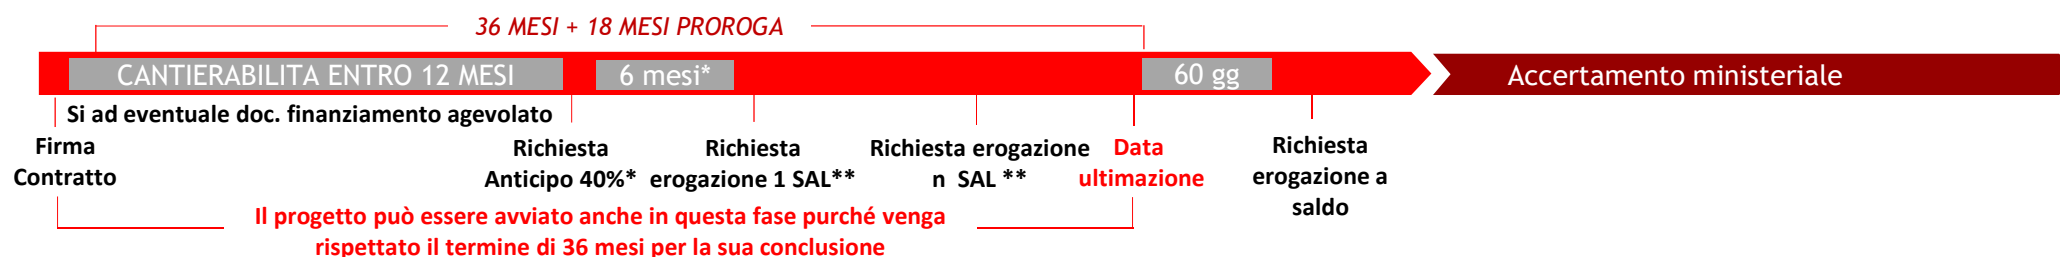 36 MESI + 18 MESI PROROGA
CANTIERABILITA ENTRO 12 MESI
6 mesi*
60 gg
Accertamento ministeriale
Si ad eventuale doc. finanziamento agevolato
Firma
Contratto
Richiesta
Anticipo 40%*
Richiesta
erogazione 1 SAL**
Richiesta erogazione
n SAL **
Data
ultimazione
Richiesta
erogazione a
saldo
Il progetto può essere avviato anche in questa fase purché venga
rispettato il termine di 36 mesi per la sua conclusione